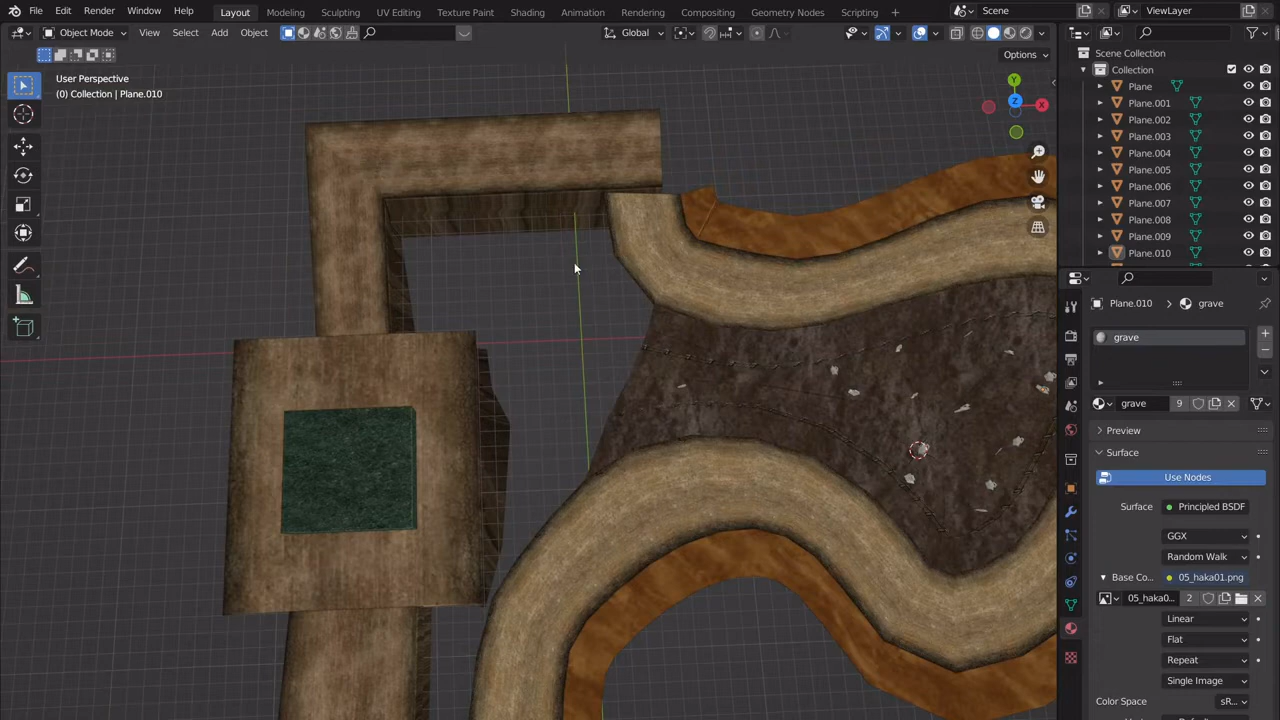 File Edit Render Window Help Layout Modeling Sculpting UV Editing Texture Paint Shading Animation Rendering Compositing Geometry Nodes Scripting + Scene ViewLayer
Object Mode View Select Add Object Global
Options
User Perspective
(0) Collection | Plane.010
Y
Z X
Scene Collection
Collection
Plane
Plane.001
Plane.002
Plane.003
Plane.004
Plane.005
Plane.006
Plane.007
Plane.008
Plane.009
Plane.010
Plane.010 > grave
grave
grave 9
Preview
Surface
Use Nodes
Surface Principled BSDF
GGX
Random Walk
Base Co... 05_haka01.png
05_haka0... 2
Linear
Flat
Repeat
Single Image
Color Space sR...